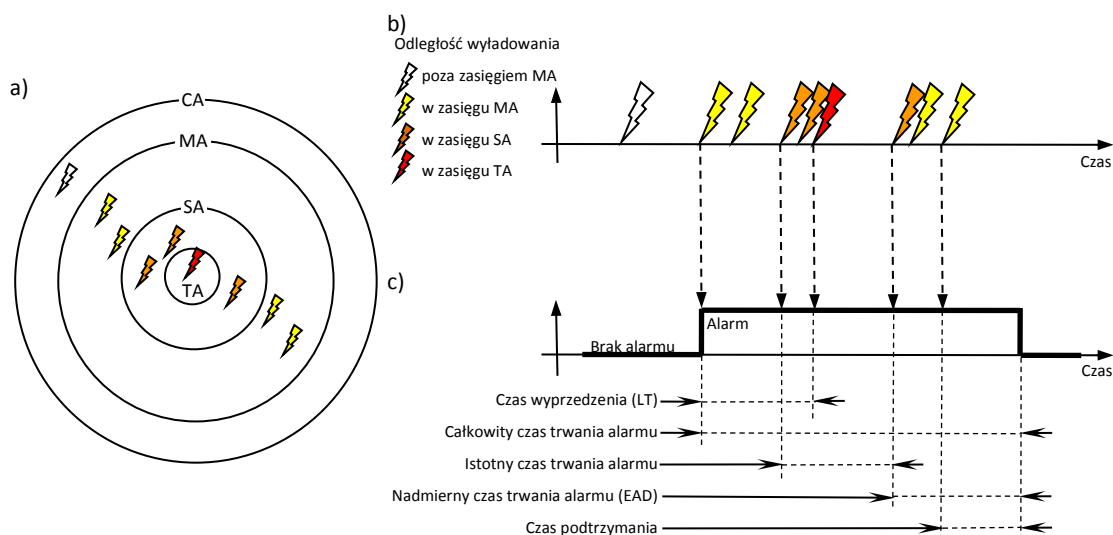 a)
CA
MA
SA
TA
b)
Odległość wyładowania
poza zasięgiem MA
w zasięgu MA
w zasięgu SA
w zasięgu TA
Czas
c)
Alarm
Brak alarmu
Czas
Czas wyprzedzenia (LT)
Całkowity czas trwania alarmu
Istotny czas trwania alarmu
Nadmierny czas trwania alarmu (EAD)
Czas podtrzymania